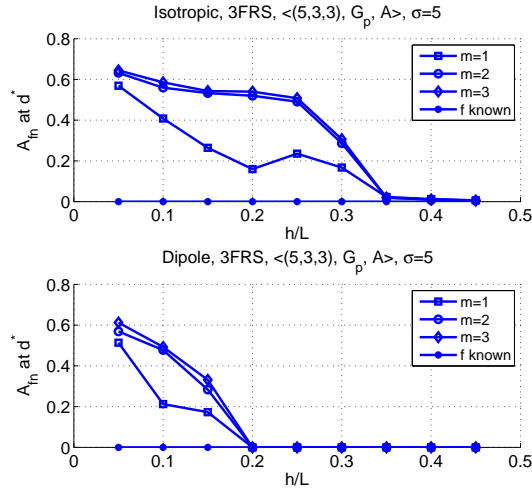 Isotropic, 3FRS, <(5,3,3), G_p, A>, σ=5
A_fn at d*
0.8
0.6
0.4
0.2
0
m=1
m=2
m=3
f known
0 0.1 0.2 0.3 0.4 0.5
h/L
Dipole, 3FRS, <(5,3,3), G_p, A>, σ=5
A_fn at d*
0.8
0.6
0.4
0.2
0
m=1
m=2
m=3
f known
0 0.1 0.2 0.3 0.4 0.5
h/L